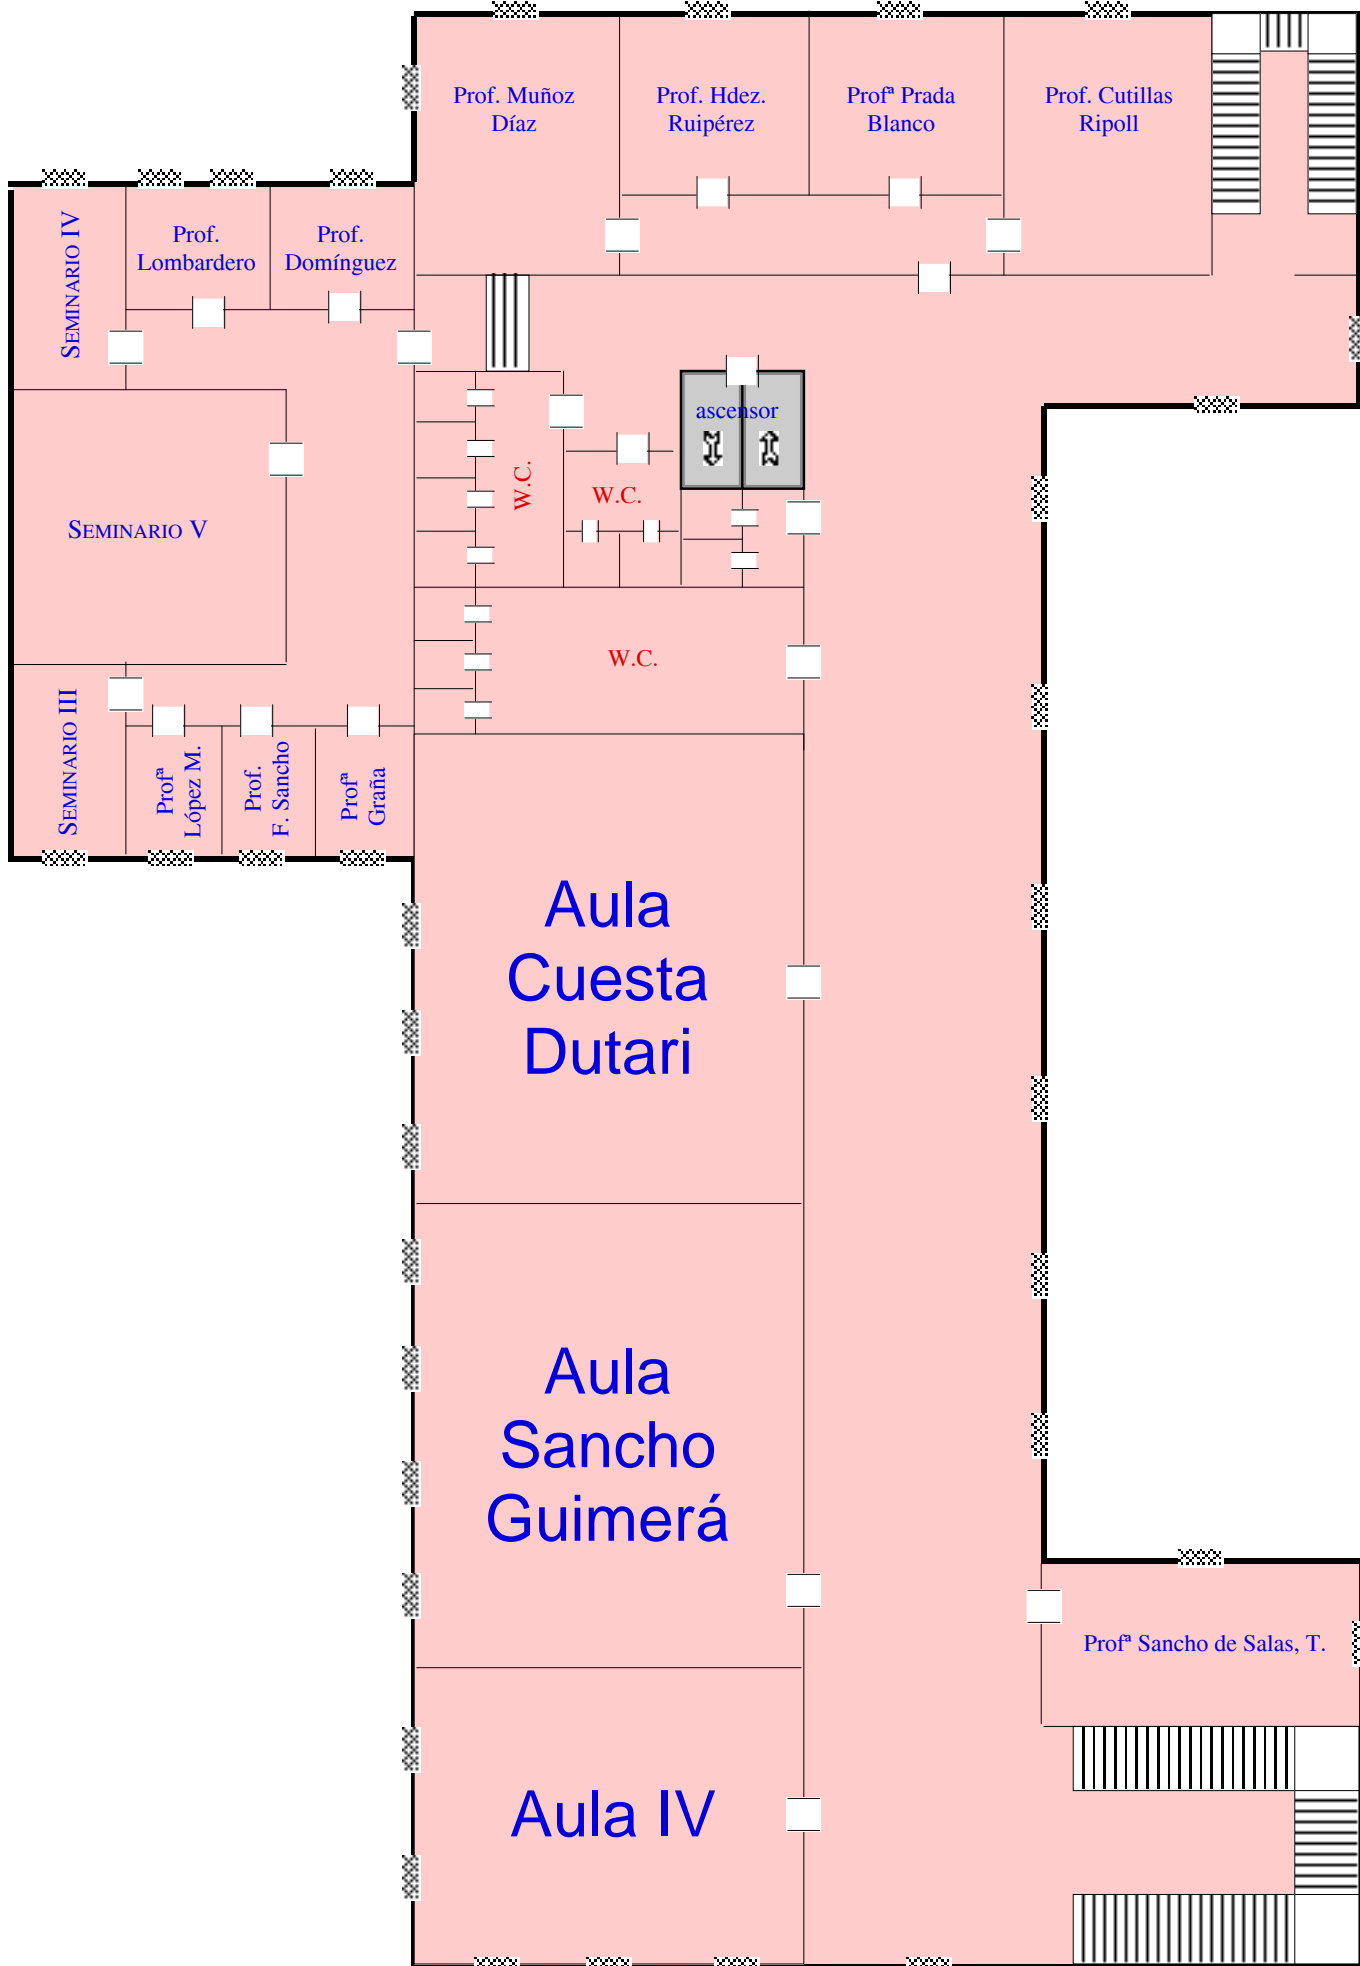 Prof. Muñoz
Díaz
Prof. Hdez.
Ruipérez
Profª Prada
Blanco
Prof. Cutillas
Ripoll
SEMINARIO IV
Prof.
Lombardero
Prof.
Domínguez
ascensor
W.C.
W.C.
SEMINARIO V
W.C.
SEMINARIO III
Profª
López M.
Prof.
F. Sancho
Profª
Graña
Aula
Cuesta
Dutari
Aula
Sancho
Guimerá
Profª Sancho de Salas, T.
Aula IV